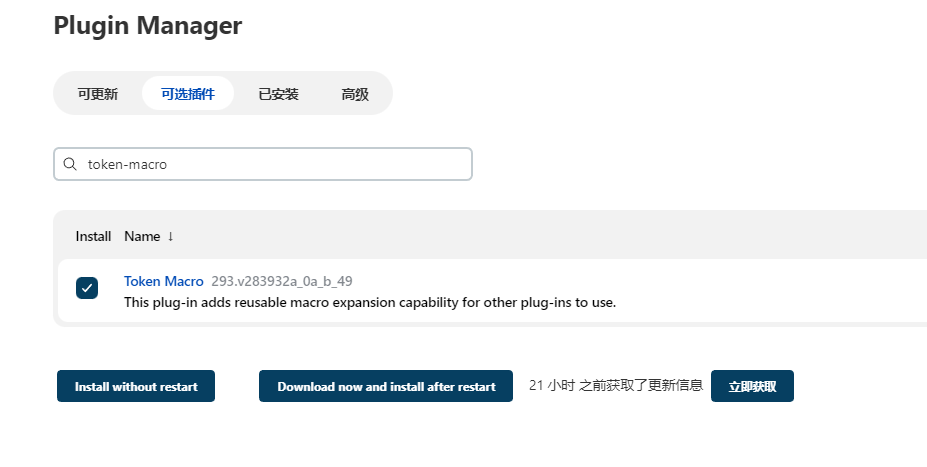 Plugin Manager
可更新 可选插件 已安装 高级
token-macro
Install Name ↓
Token Macro 293.v283932a_0a_b_49
This plug-in adds reusable macro expansion capability for other plug-ins to use.
Install without restart Download now and install after restart 21 小时 之前获取了更新信息 立即获取